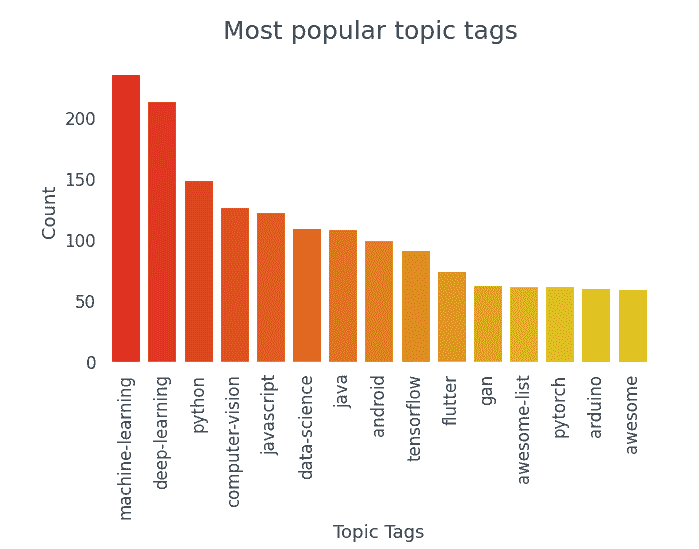 Most popular topic tags
Count
200
150
100
50
0
machine-learning
deep-learning
python
computer-vision
javascript
data-science
java
android
tensorflow
flutter
gan
awesome-list
pytorch
arduino
awesome
Topic Tags